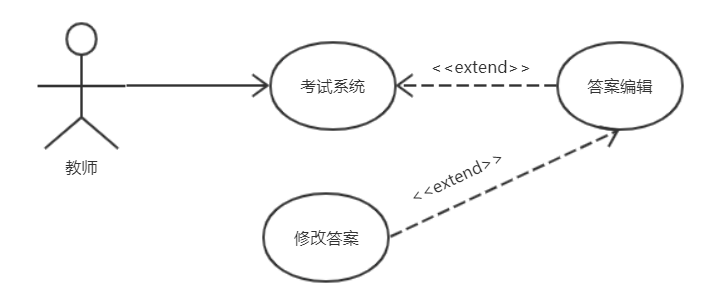 <<extend>>
考试系统
答案编辑
教师
<<extend>>
修改答案